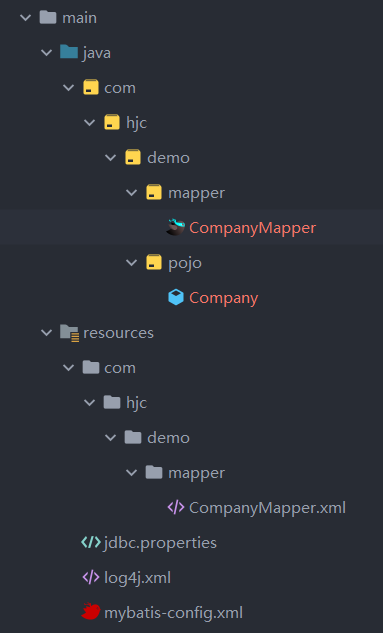 main
java
com
hjc
demo
mapper
CompanyMapper
pojo
Company
resources
com
hjc
demo
mapper
CompanyMapper.xml
jdbc.properties
log4j.xml
mybatis-config.xml